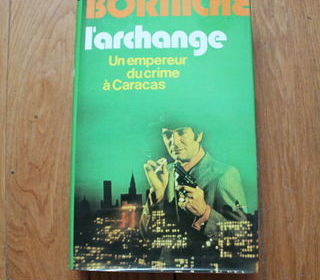 BORNICHE
l'archange
Un empereur
du crime
à Caracas